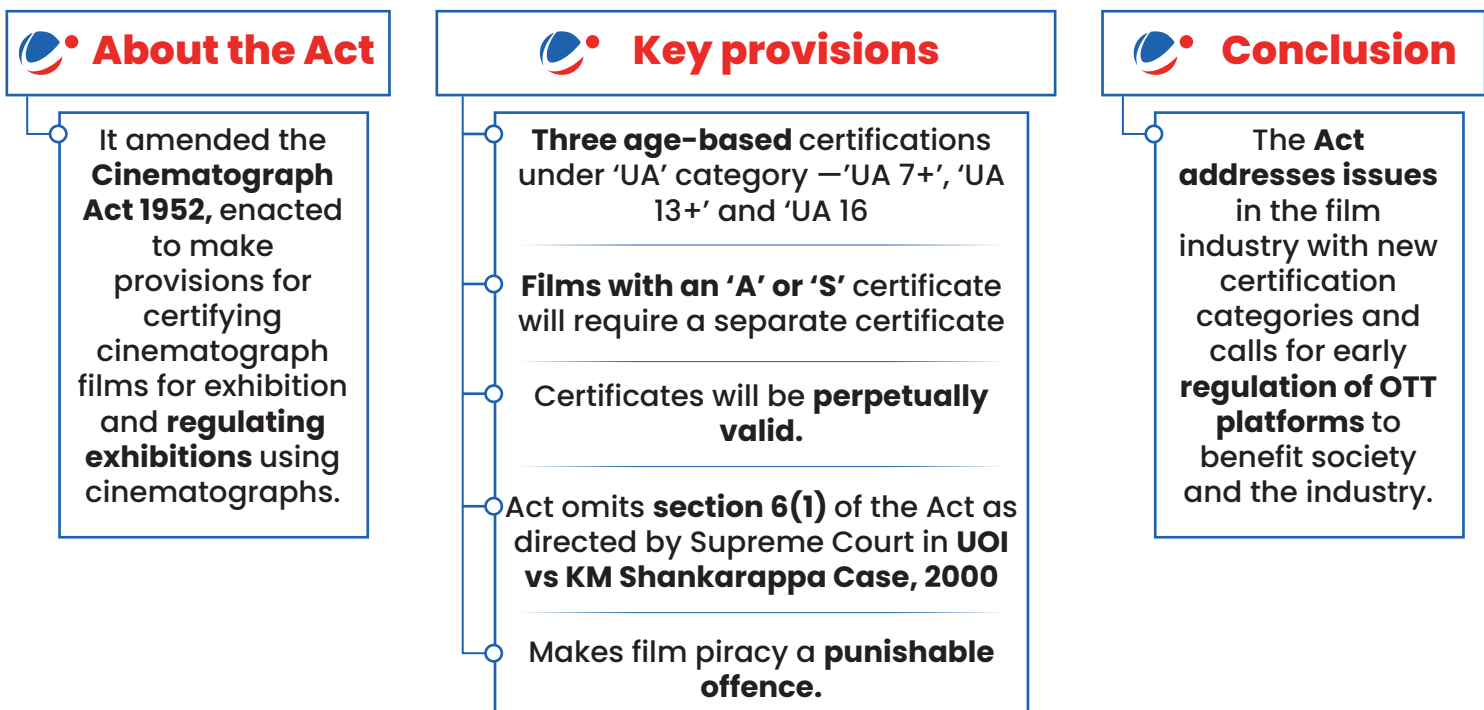 About the Act
It amended the
Cinematograph
Act 1952, enacted
to make
provisions for
certifying
cinematograph
films for exhibition
and regulating
exhibitions using
cinematographs.
Key provisions
Three age-based certifications
under ‘UA’ category —’UA 7+’, ‘UA
13+’ and ‘UA 16
Films with an ‘A’ or ‘S’ certificate
will require a separate certificate
Certificates will be perpetually
valid.
Act omits section 6(1) of the Act as
directed by Supreme Court in UOI
vs KM Shankarappa Case, 2000
Makes film piracy a punishable
offence.
Conclusion
The Act
addresses issues
in the film
industry with new
certification
categories and
calls for early
regulation of OTT
platforms to
benefit society
and the industry.